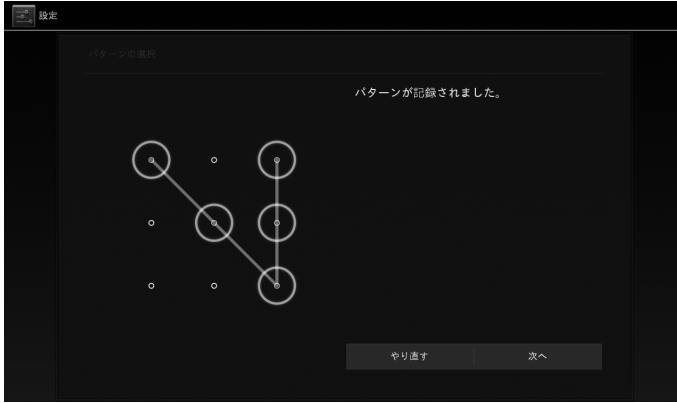 設定
パターンの選択
パターンが記録されました。
やり直す
次へ